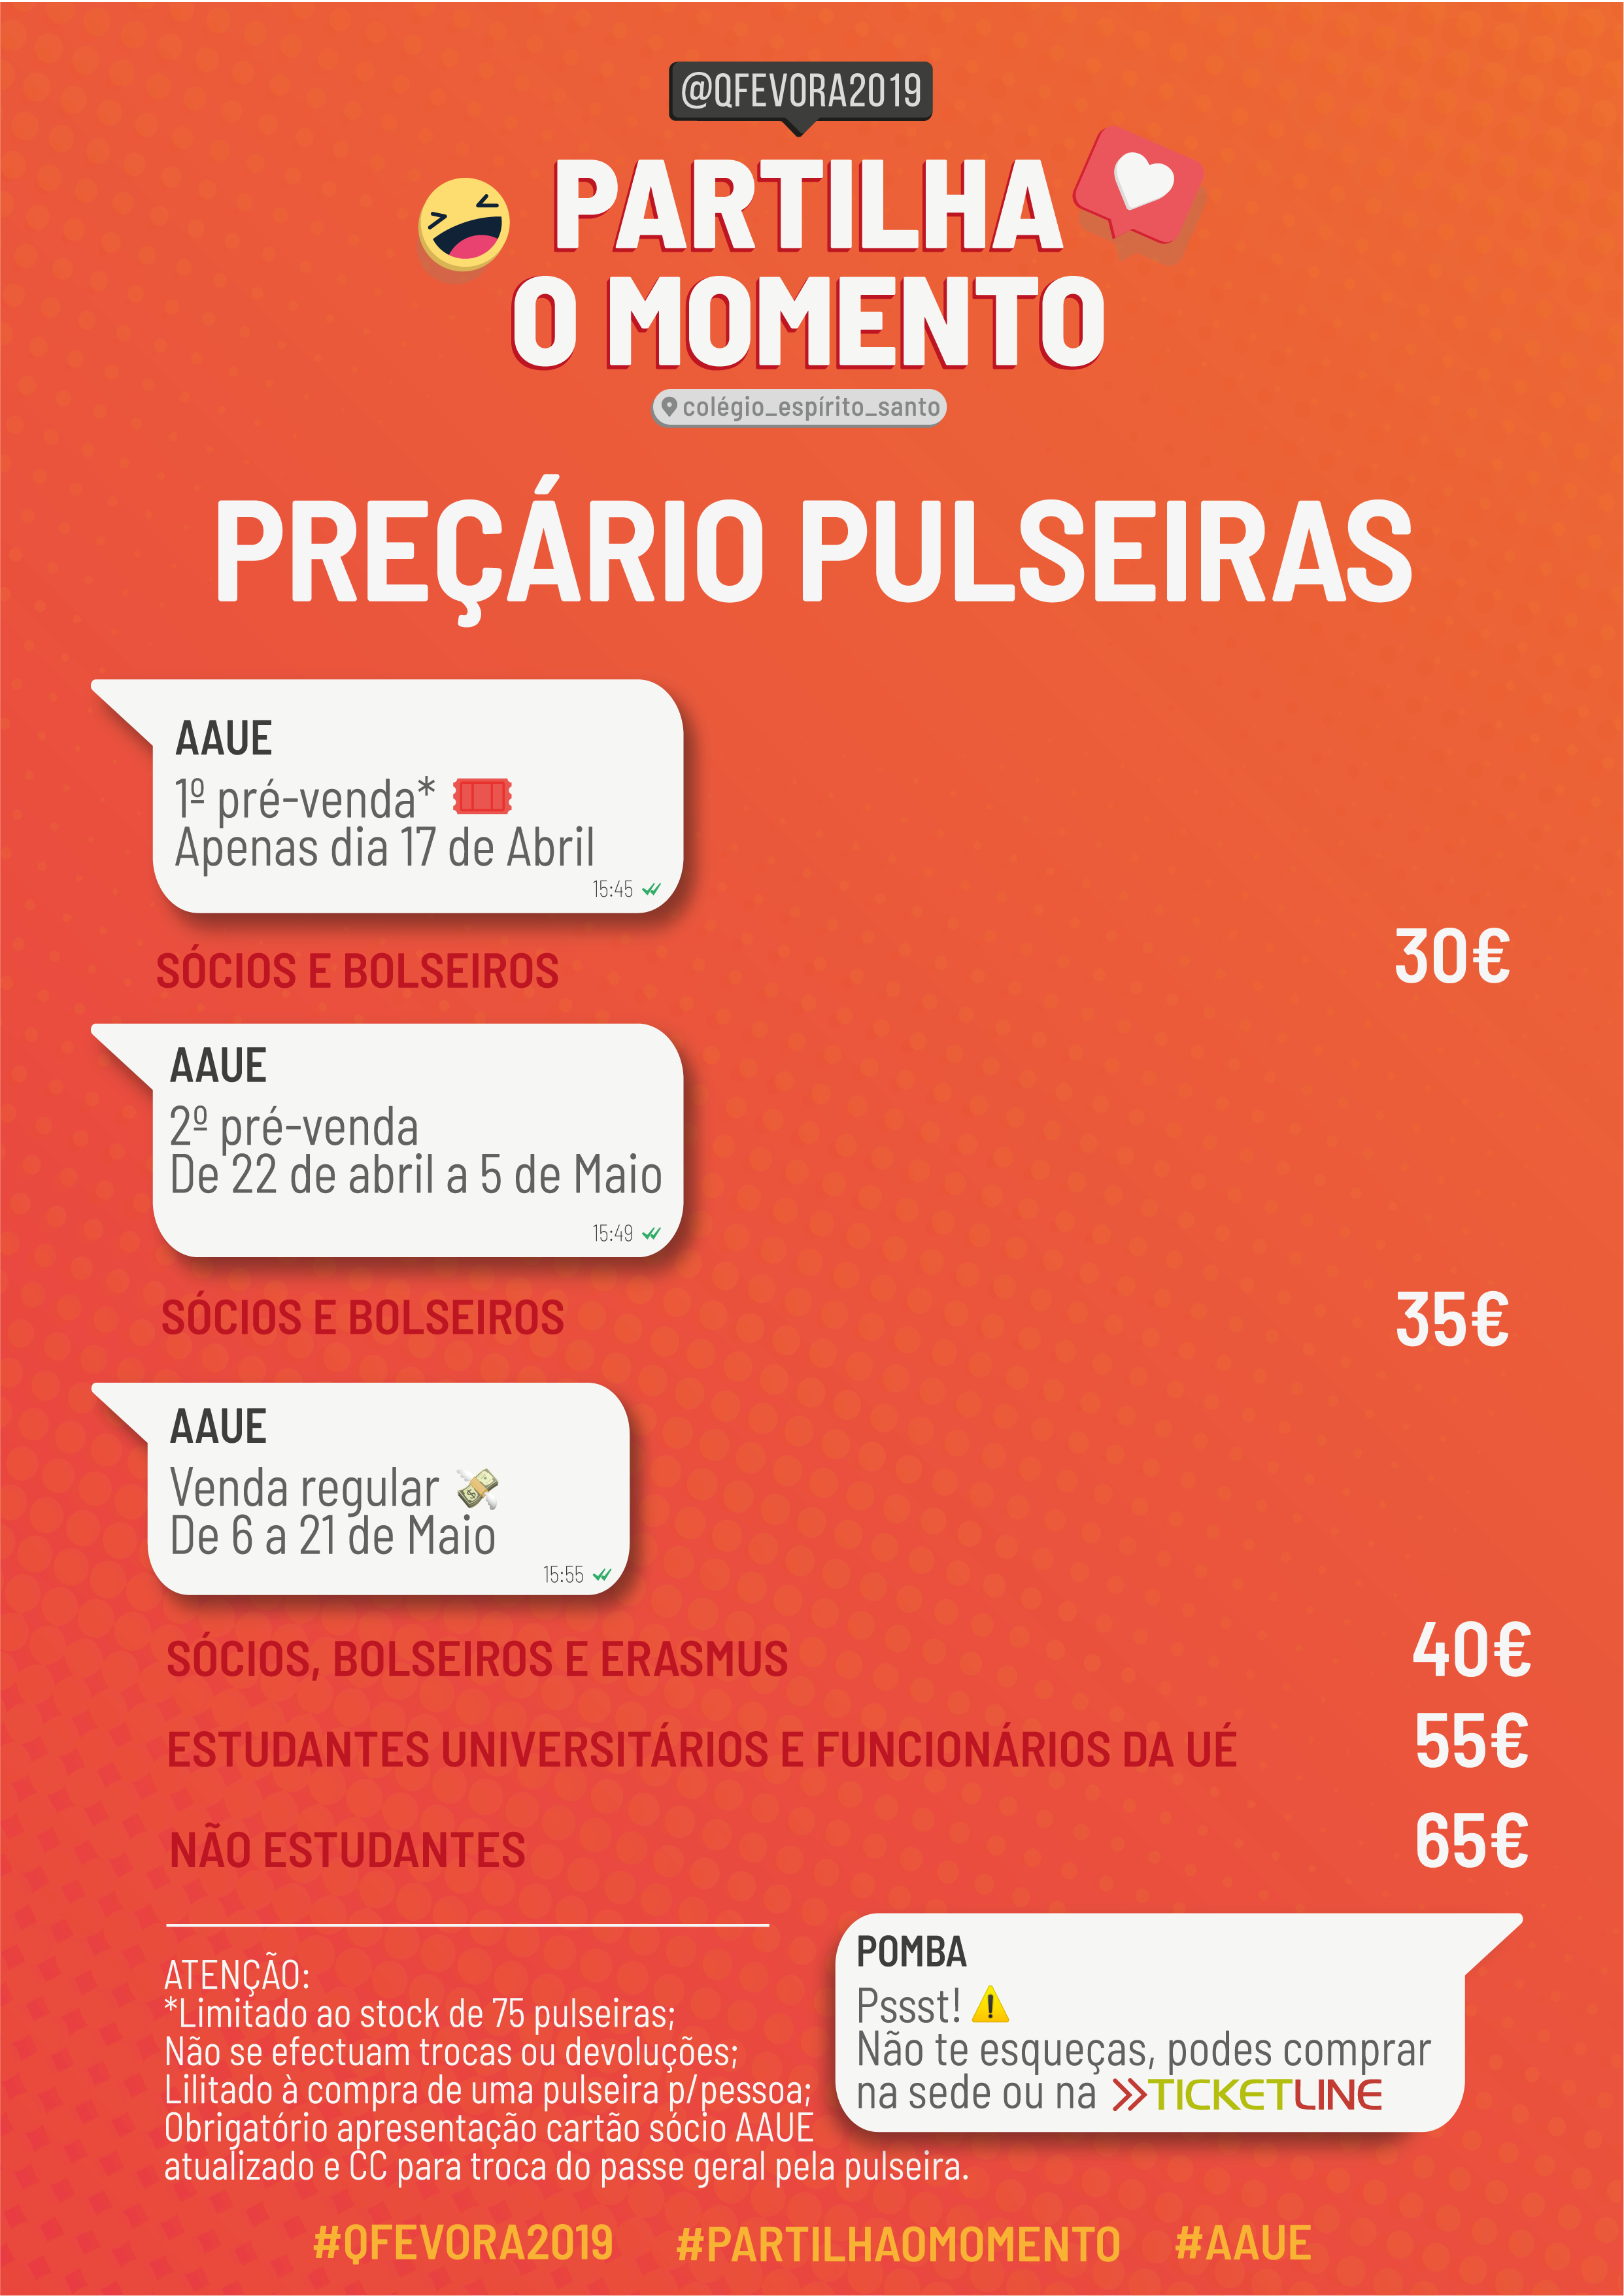 @QFEVORA2019
PARTILHA
O MOMENTO
colégio_espírito_santo
PREÇÁRIO PULSEIRAS
AAUE
1º pré-venda*
Apenas dia 17 de Abril
15:45
SÓCIOS E BOLSEIROS 30€
AAUE
2º pré-venda
De 22 de abril a 5 de Maio
15:49
SÓCIOS E BOLSEIROS 35€
AAUE
Venda regular
De 6 a 21 de Maio
15:55
SÓCIOS, BOLSEIROS E ERASMUS 40€
ESTUDANTES UNIVERSITÁRIOS E FUNCIONÁRIOS DA UÉ 55€
NÃO ESTUDANTES 65€
ATENÇÃO:
*Limitado ao stock de 75 pulseiras;
Não se efectuam trocas ou devoluções;
Lilitado à compra de uma pulseira p/pessoa;
Obrigatório apresentação cartão sócio AAUE
atualizado e CC para troca do passe geral pela pulseira.
POMBA
Pssst!
Não te esqueças, podes comprar
na sede ou na TICKETLINE
#QFEVORA2019 #PARTILHAOMOMENTO #AAUE